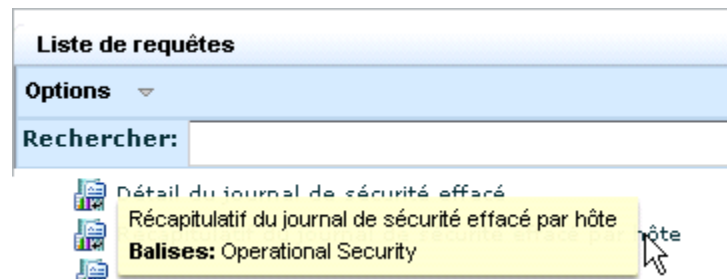 Liste de requêtes
Options
Rechercher:
Détail du journal de sécurité effacé
Récapitulatif du journal de sécurité effacé par hôte
Balises: Operational Security
hôte